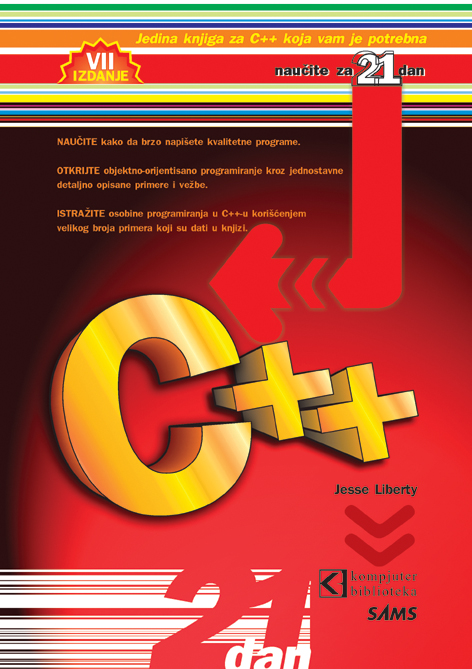 Jedina knjiga za C++ koja vam je potrebna
VII
IZDANJE
naučite za 21 dan
NAUČITE kako da brzo napišete kvalitetne programe.
OTKRIJTE objektno-orijentisano programiranje kroz jednostavne
detaljno opisane primere i vežbe.
ISTRAŽITE osobine programiranja u C++-u korišćenjem
velikog broja primera koji su dati u knjizi.
C++
Jesse Liberty
kompjuter
biblioteka
SAMS
21
dan